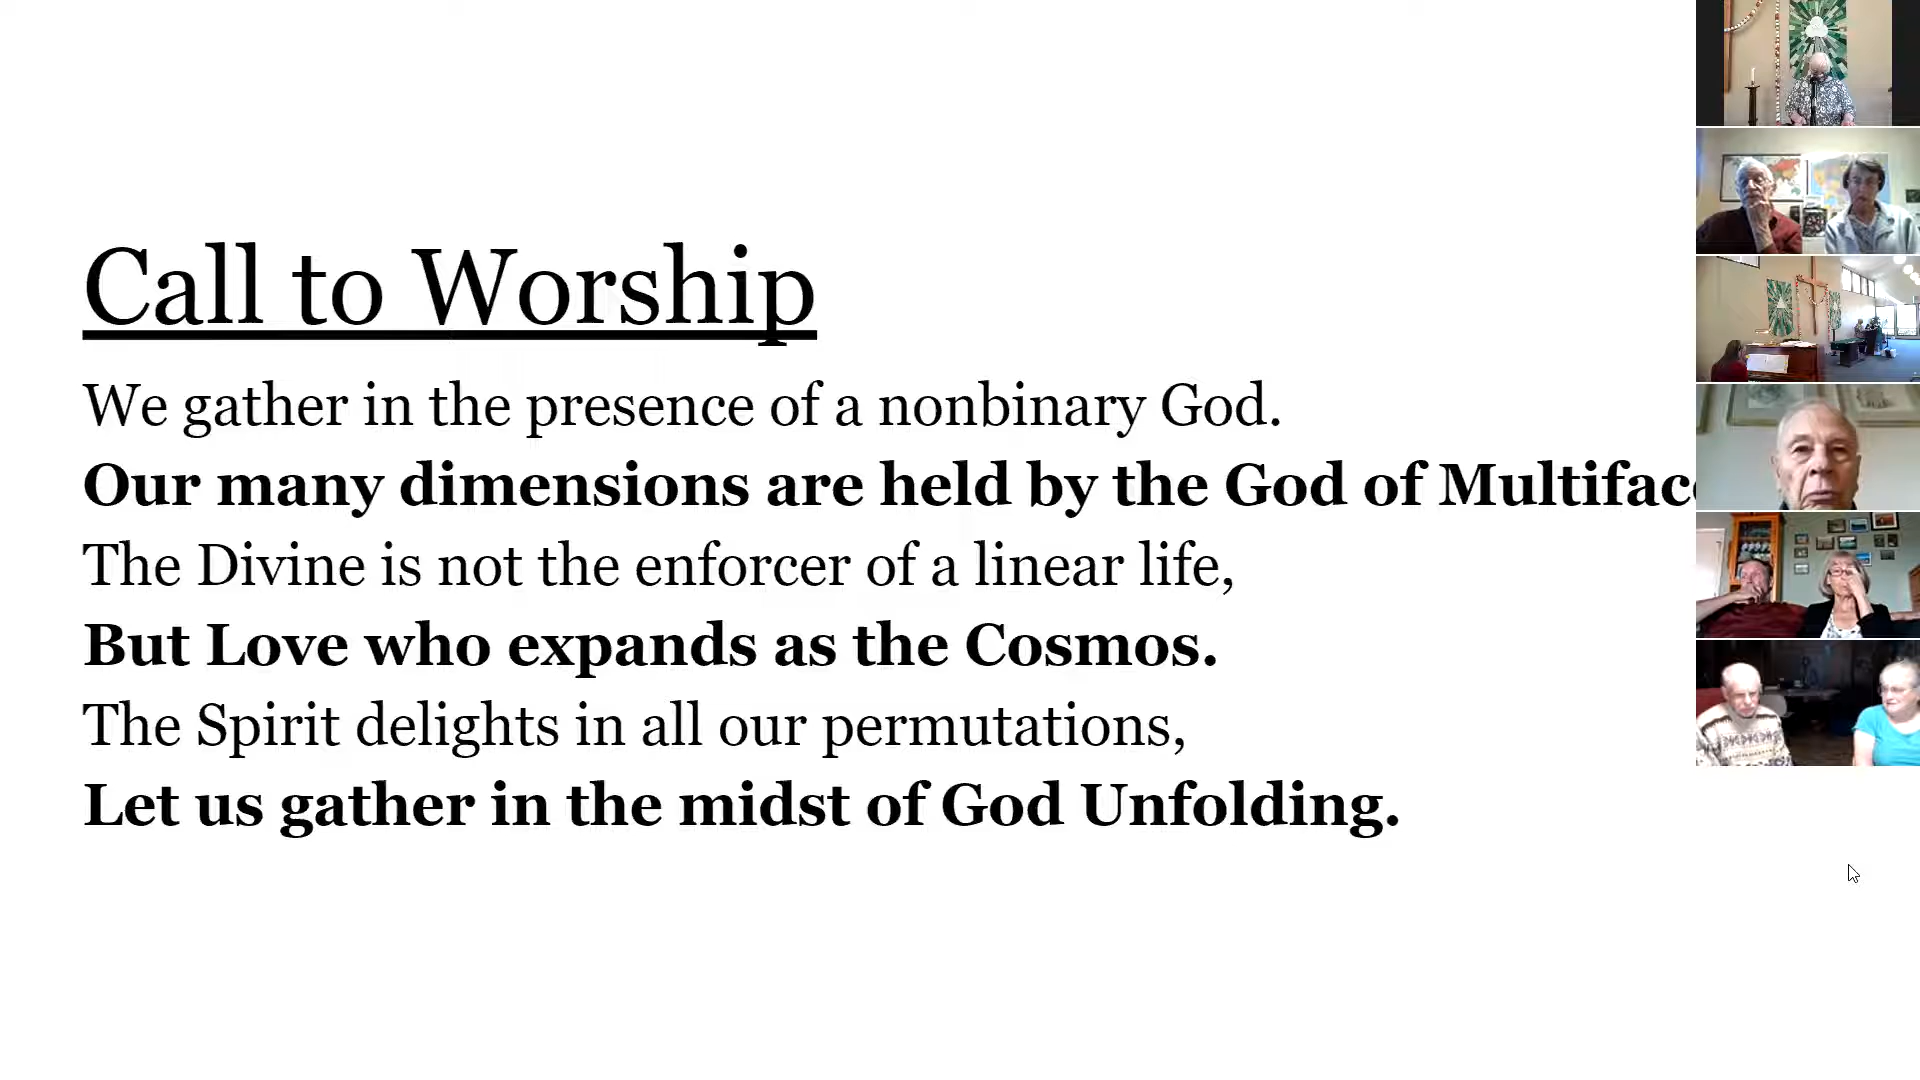 Call to Worship
We gather in the presence of a nonbinary God.
Our many dimensions are held by the God of
The Divine is not the enforcer of a linear life,
But Love who expands as the Cosmos.
The Spirit delights in all our permutations,
Let us gather in the midst of God Unfolding.